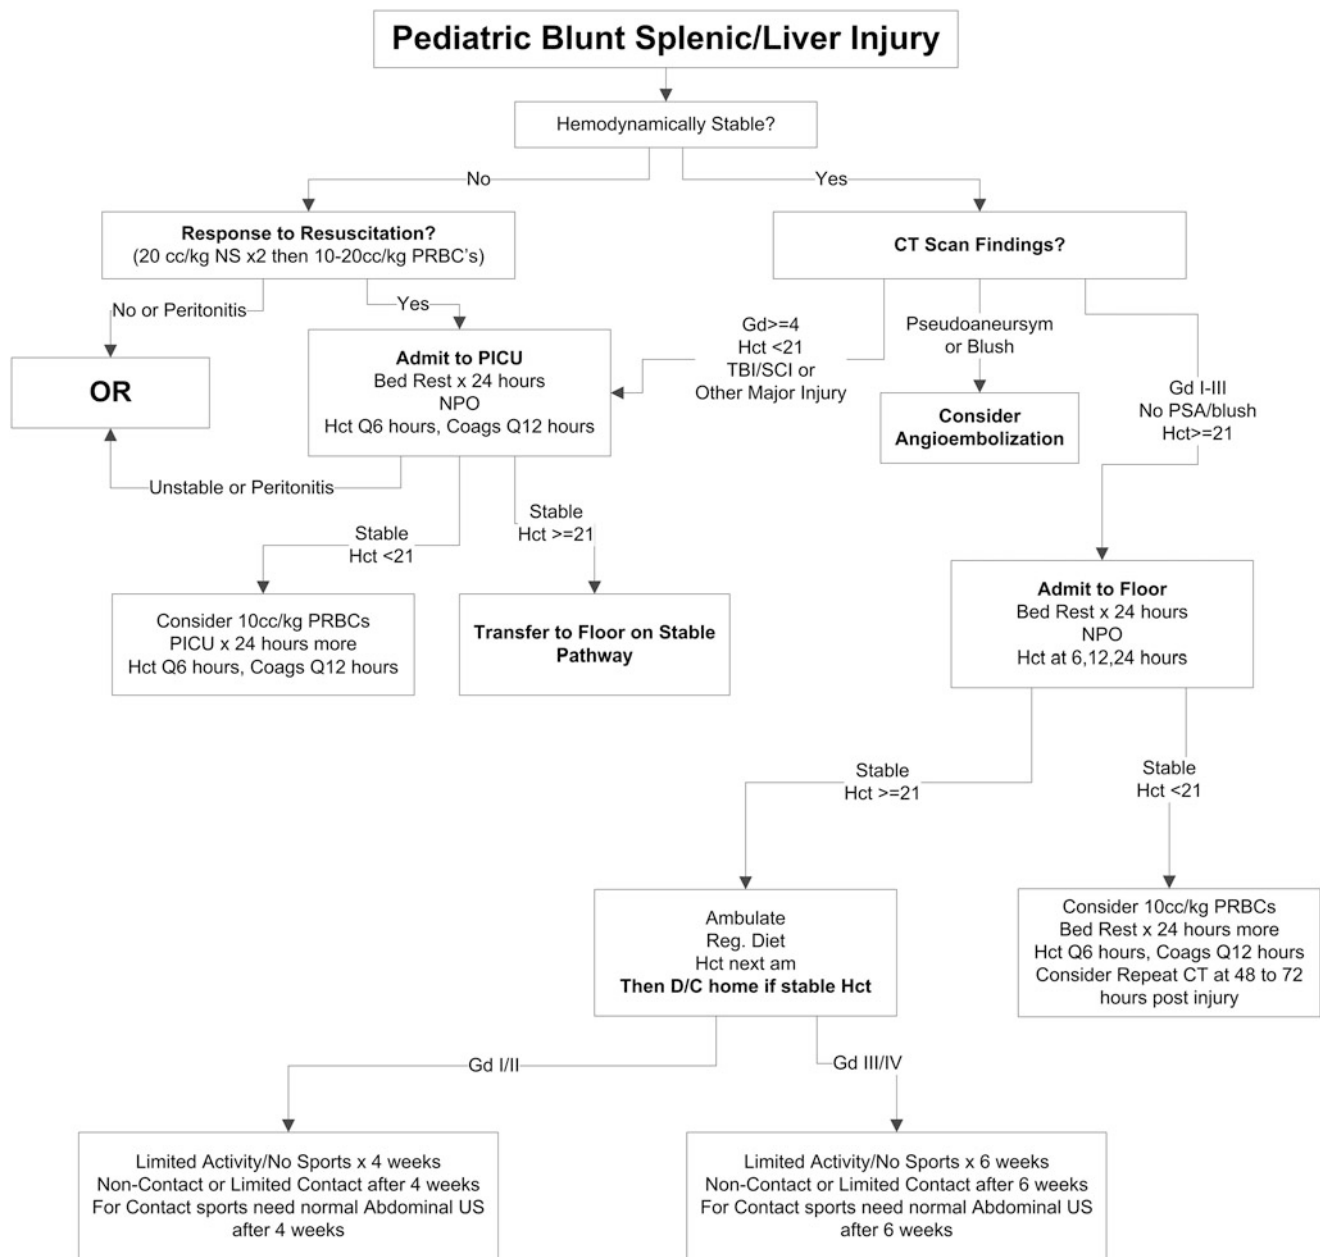 Pediatric Blunt Splenic/Liver Injury
Hemodynamically Stable?
No
Yes
Response to Resuscitation?
(20 cc/kg NS x2 then 10-20cc/kg PRBC's)
CT Scan Findings?
No or Peritonitis
Yes
Gd>=4
Hct <21
TBI/SCI or
Other Major Injury
Pseudoaneursym
or Blush
Gd I-III
No PSA/blush
Hct>=21
OR
Admit to PICU
Bed Rest x 24 hours
NPO
Hct Q6 hours, Coags Q12 hours
Consider
Angioembolization
Unstable or Peritonitis
Stable
Hct <21
Stable
Hct >=21
Consider 10cc/kg PRBCs
PICU x 24 hours more
Hct Q6 hours, Coags Q12 hours
Transfer to Floor on Stable
Pathway
Admit to Floor
Bed Rest x 24 hours
NPO
Hct at 6,12,24 hours
Stable
Hct >=21
Stable
Hct <21
Ambulate
Reg. Diet
Hct next am
Then D/C home if stable Hct
Consider 10cc/kg PRBCs
Bed Rest x 24 hours more
Hct Q6 hours, Coags Q12 hours
Consider Repeat CT at 48 to 72
hours post injury
Gd I/II
Gd III/IV
Limited Activity/No Sports x 4 weeks
Non-Contact or Limited Contact after 4 weeks
For Contact sports need normal Abdominal US
after 4 weeks
Limited Activity/No Sports x 6 weeks
Non-Contact or Limited Contact after 6 weeks
For Contact sports need normal Abdominal US
after 6 weeks